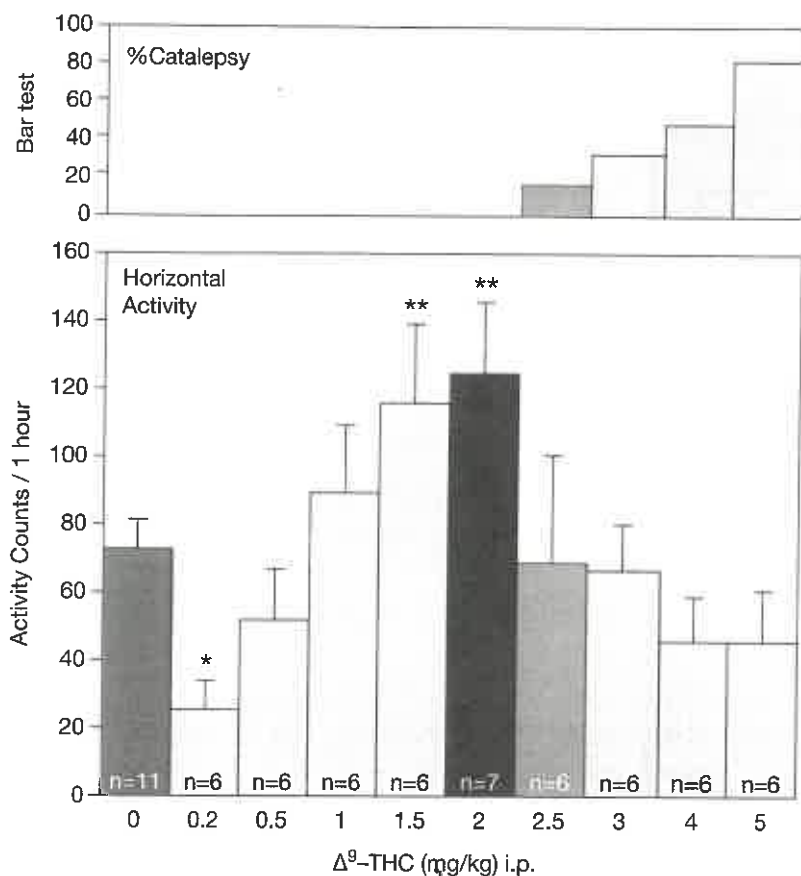 100
80
60
40
20
0
Bar test
%Catalepsy
160
140
120
100
80
60
40
20
0
Activity Counts / 1 hour
Horizontal
Activity
*
**
**
n=11 n=6 n=6 n=6 n=6 n=7 n=6 n=6 n=6 n=6
0 0.2 0.5 1 1.5 2 2.5 3 4 5
Δ⁹–THC (mg/kg) i.p.